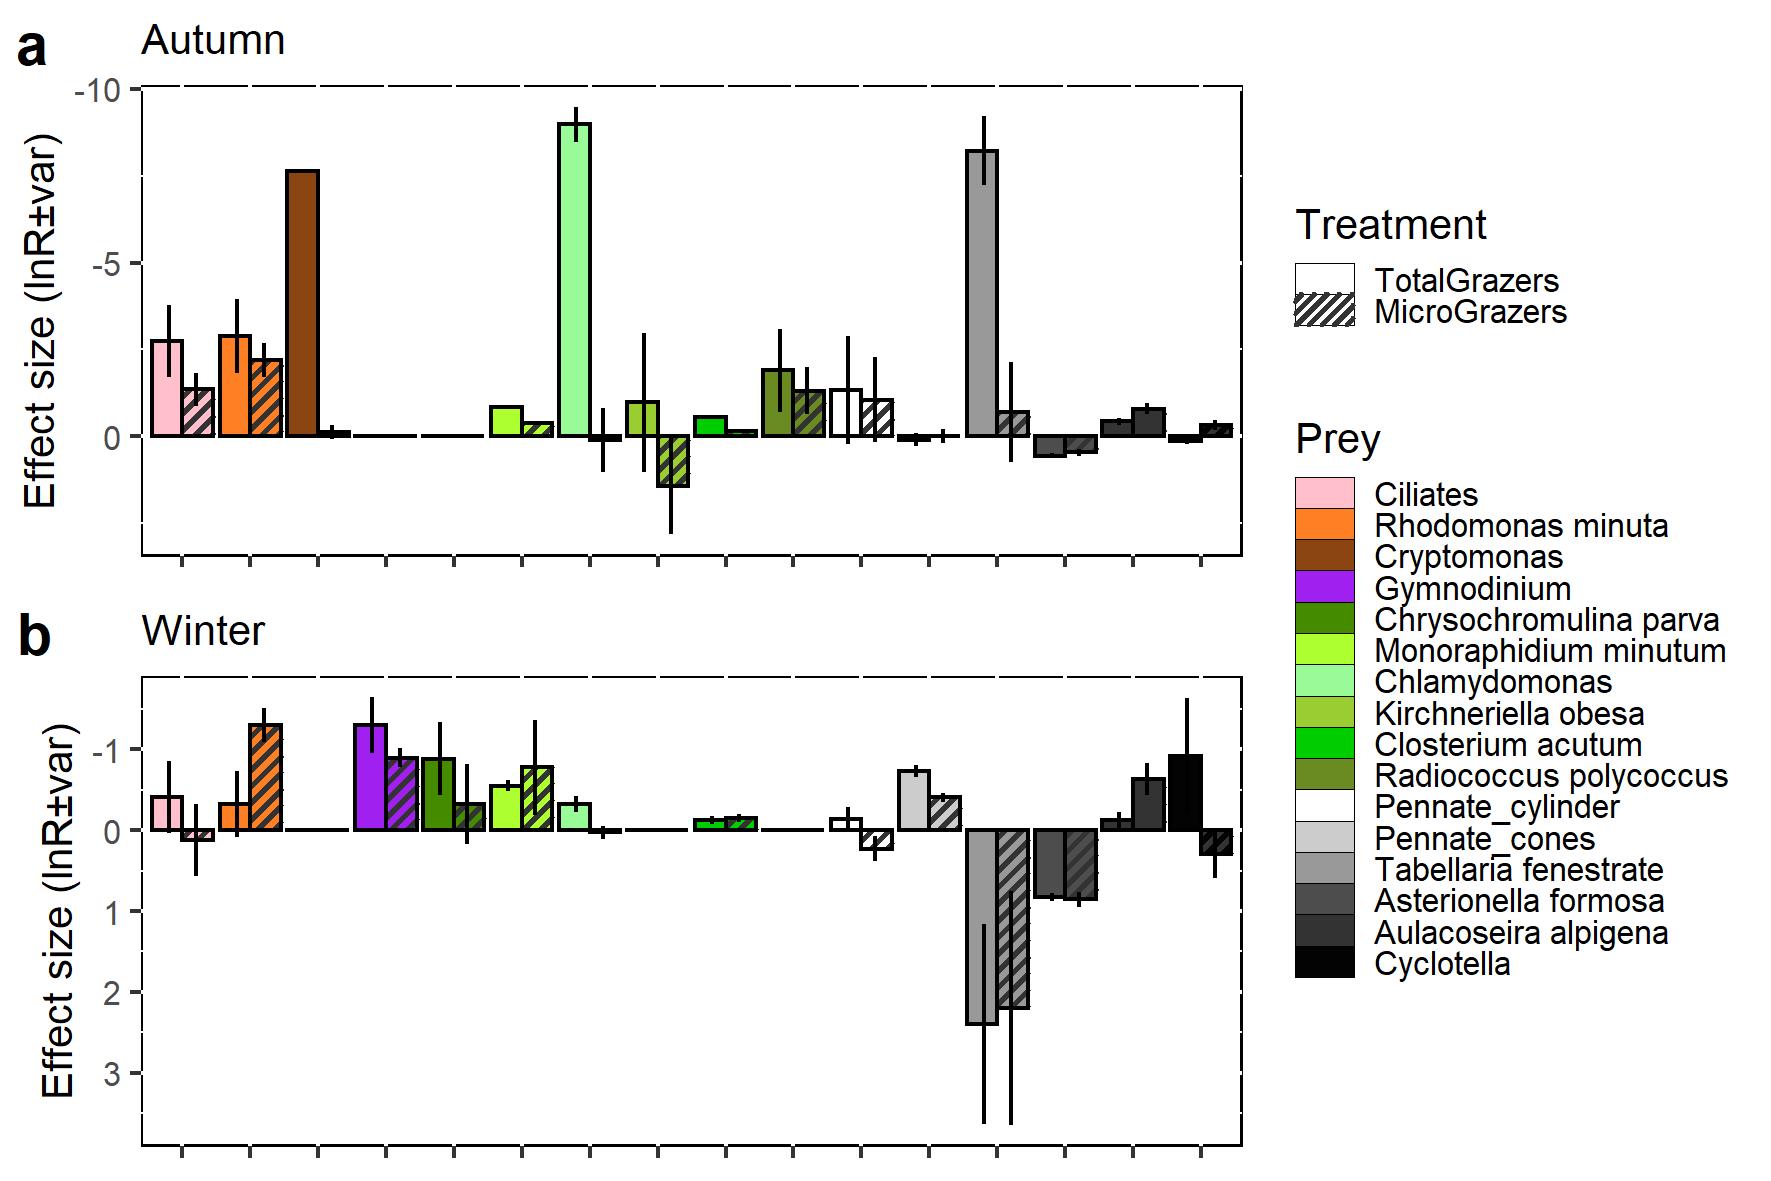 a Autumn
Effect size (lnR±var)
-10
-5
0
b Winter
Effect size (lnR±var)
-1
0
1
2
3
Treatment
TotalGrazers
MicroGrazers
Prey
Ciliates
Rhodomonas minuta
Cryptomonas
Gymnodinium
Chrysochromulina parva
Monoraphidium minutum
Chlamydomonas
Kirchneriella obesa
Closterium acutum
Radiococcus polycoccus
Pennate_cylinder
Pennate_cones
Tabellaria fenestrate
Asterionella formosa
Aulacoseira alpigena
Cyclotella